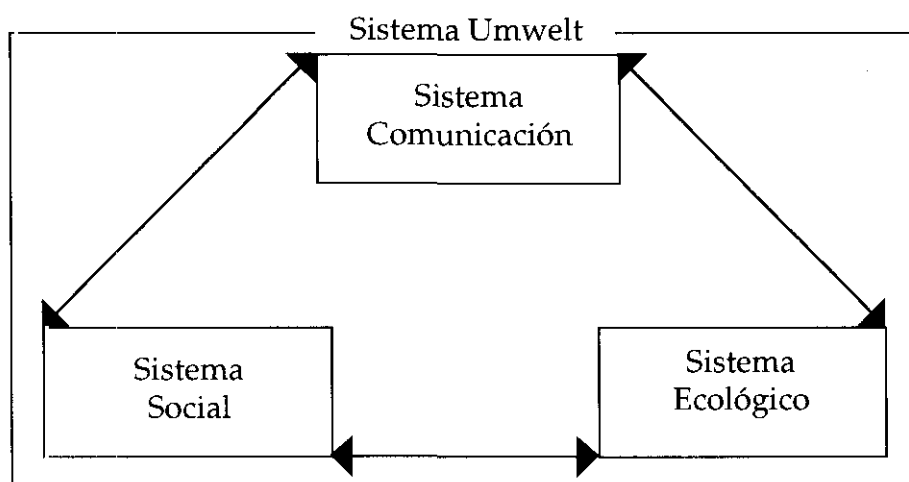 Sistema Umwelt
Sistema
Comunicación
Sistema
Social
Sistema
Ecológico